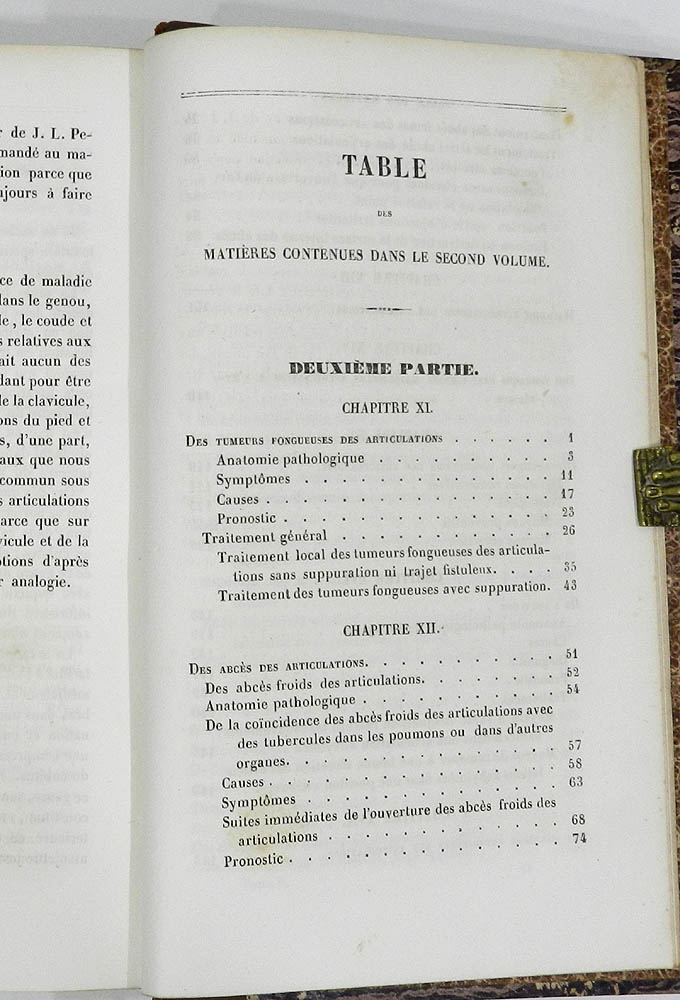 r de J. L. Pe-
mandé au ma-
ion parce que
ujours à faire
ce de maladie
dans le genou,
le, le coude et
s relatives aux
ait aucun des
dant pour être
le la clavicule,
ons du pied et
s, d'une part,
aux que nous
commun sous
s articulations
arce que sur
vicule et de la
ptions d'après
r analogie.
TABLE
DES
MATIÈRES CONTENUES DANS LE SECOND VOLUME.
DEUXIÈME PARTIE.
CHAPITRE XI.
DES TUMEURS FONGUEUSES DES ARTICULATIONS . . . . . . 1
Anatomie pathologique . . . . . . . . . 3
Symptômes . . . . . . . . . . . . . 11
Causes . . . . . . . . . . . . . . . 17
Pronostic . . . . . . . . . . . . . . 23
Traitement général . . . . . . . . . . . 26
Traitement local des tumeurs fongueuses des articula-
tions sans suppuration ni trajet fistuleux. . . . 35
Traitement des tumeurs fongueuses avec suppuration. 43
CHAPITRE XII.
DES ABCÈS DES ARTICULATIONS. . . . . . . . . . 51
Des abcès froids des articulations. . . . . . . 52
Anatomie pathologique . . . . . . . . . . 54
De la coïncidence des abcès froids des articulations avec
des tubercules dans les poumons ou dans d'autres
organes. . . . . . . . . . . . . . 57
Causes . . . . . . . . . . . . . . . 58
Symptômes . . . . . . . . . . . . . 63
Suites immédiates de l'ouverture des abcès froids des
articulations . . . . . . . . . . . . 68
Pronostic . . . . . . . . . . . . . . 74